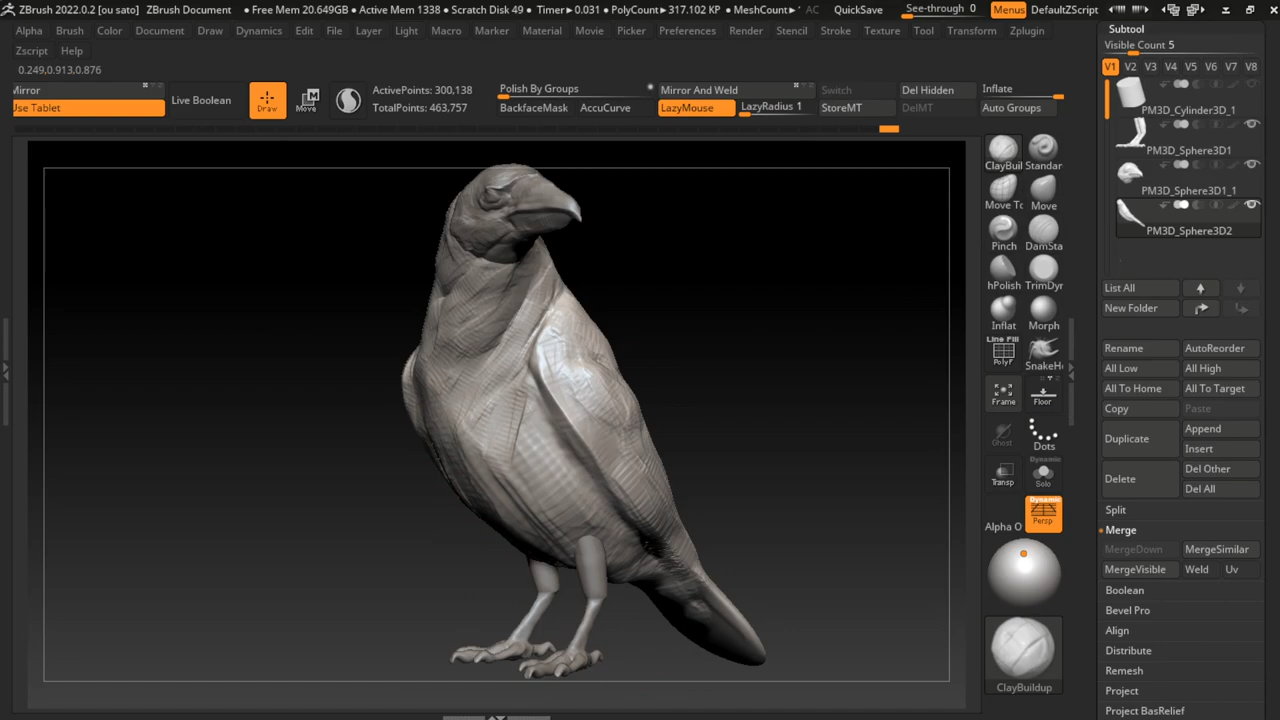 ZBrush 2022.0.2 [ou sato] ZBrush Document • Free Mem 20.649GB • Active Mem 1338 • Scratch Disk 49 • Timer▸0.031 • PolyCount▸317.102 KP • MeshCount▸ AC QuickSave See-through 0 Menus DefaultZScript
Alpha Brush Color Document Draw Dynamics Edit File Layer Light Macro Marker Material Movie Picker Preferences Render Stencil Stroke Texture Tool Transform Zplugin
Zscript Help
0.249,0.913,0.876
Mirror
Use Tablet
Live Boolean
Draw
Move
ActivePoints: 300,138
TotalPoints: 463,757
Polish By Groups
BackfaceMask AccuCurve
Mirror And Weld
LazyMouse LazyRadius 1
Switch
StoreMT
Del Hidden
DelMT
Inflate
Auto Groups
ClayBuil Standar
Move To Move
Pinch DamSta
hPolish TrimDyr
Inflat Morph
Line Fill
PolyF SnakeHo
Frame Floor
Ghost Dots
Transp Dynamic
Solo
Dynamic
Persp
Alpha O
ClayBuildup
Subtool
Visible Count 5
V1 V2 V3 V4 V5 V6 V7 V8
PM3D_Cylinder3D_1
PM3D_Sphere3D1
PM3D_Sphere3D1_1
PM3D_Sphere3D2
List All
New Folder
Rename AutoReorder
All Low All High
All To Home All To Target
Copy Paste
Duplicate Append
Insert
Delete Del Other
Del All
Split
Merge
MergeDown MergeSimilar
MergeVisible Weld Uv
Boolean
Bevel Pro
Align
Distribute
Remesh
Project
Project BasRelief